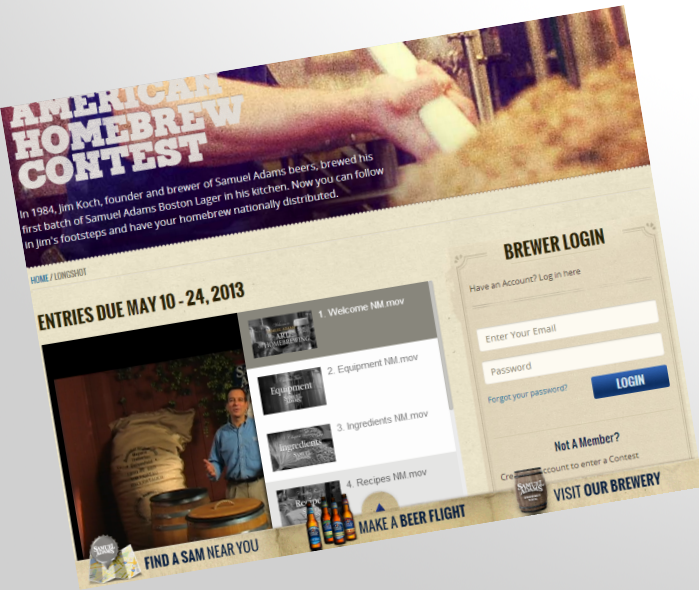 AMERICAN
HOMEBREW
CONTEST
In 1984, Jim Koch, founder and brewer of Samuel Adams beers, brewed his
first batch of Samuel Adams Boston Lager in his kitchen. Now you can follow
in Jim's footsteps and have your homebrew nationally distributed.
HOME / LONGSHOT
ENTRIES DUE MAY 10 - 24, 2013
1. Welcome NM.mov
HOMEBREWING
2. Equipment NM.mov
Equipment
3. Ingredients NM.mov
Ingredients
4. Recipes NM.mov
BREWER LOGIN
Have an Account? Log in here
Enter Your Email
Password
Forgot your password?
LOGIN
Not A Member?
account to enter a Contest
FIND A SAM NEAR YOU
MAKE A BEER FLIGHT
SAMUEL
ADAMS
VISIT OUR BREWERY